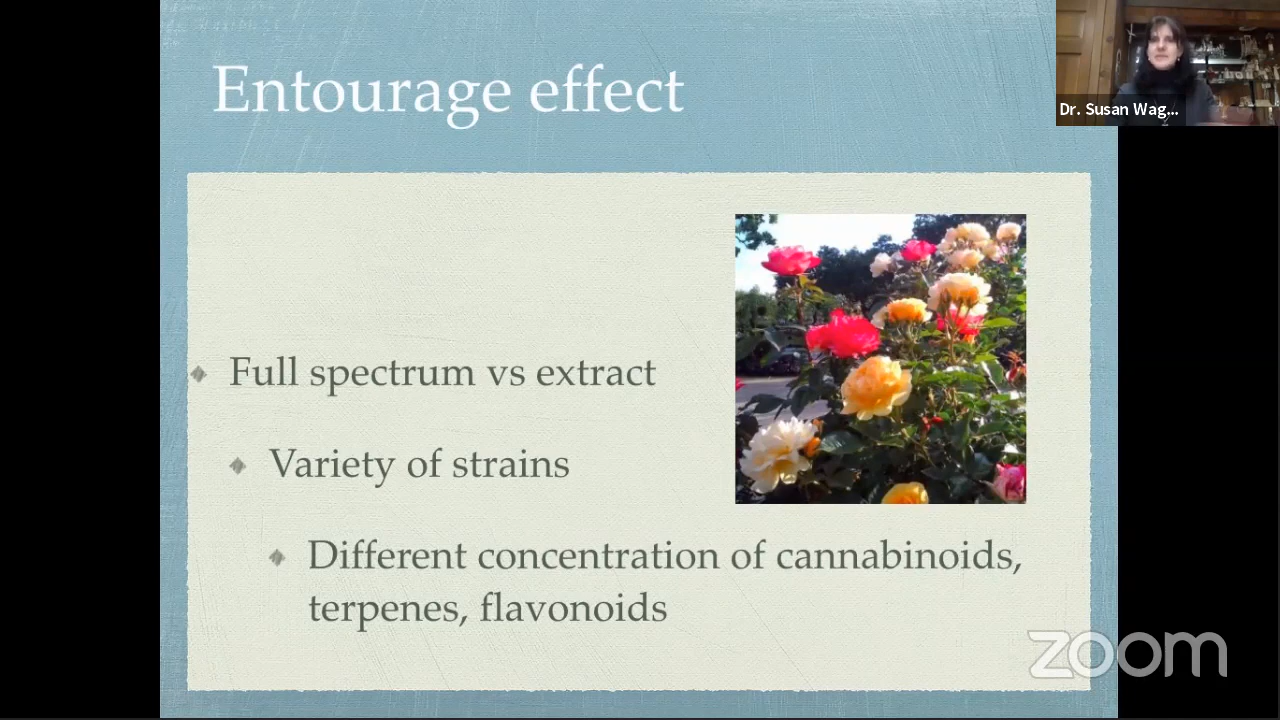 Entourage effect
Dr. Susan Wag...
Full spectrum vs extract
Variety of strains
Different concentration of cannabinoids,
terpenes, flavonoids
zoom